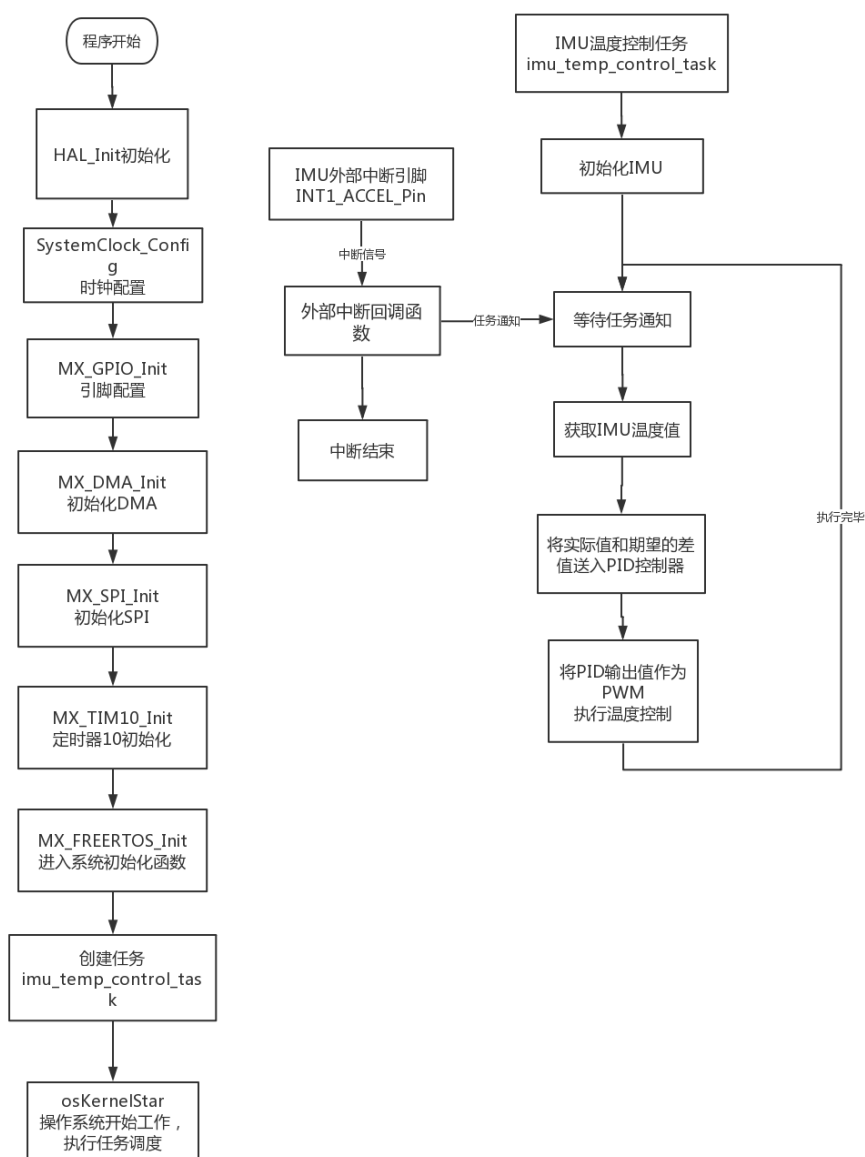 程序开始
HAL_Init初始化
SystemClock_Confi
g
时钟配置
MX_GPIO_Init
引脚配置
MX_DMA_Init
初始化DMA
MX_SPI_Init
初始化SPI
MX_TIM10_Init
定时器10初始化
MX_FREERTOS_Init
进入系统初始化函数
创建任务
imu_temp_control_tas
k
osKernelStar
操作系统开始工作，
执行任务调度
IMU外部中断引脚
INT1_ACCEL_Pin
中断信号
外部中断回调函
数
任务通知
中断结束
IMU温度控制任务
imu_temp_control_task
初始化IMU
等待任务通知
获取IMU温度值
将实际值和期望的差
值送入PID控制器
将PID输出值作为
PWM
执行温度控制
执行完毕